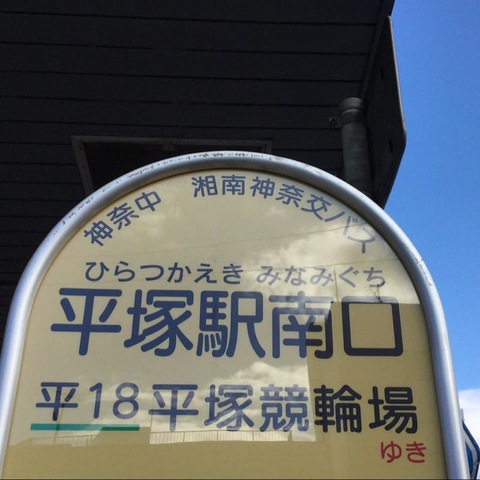 神奈中 湘南神奈交バス
ひらつかえき みなみぐち
平塚駅南口
平18平塚競輪場
ゆき